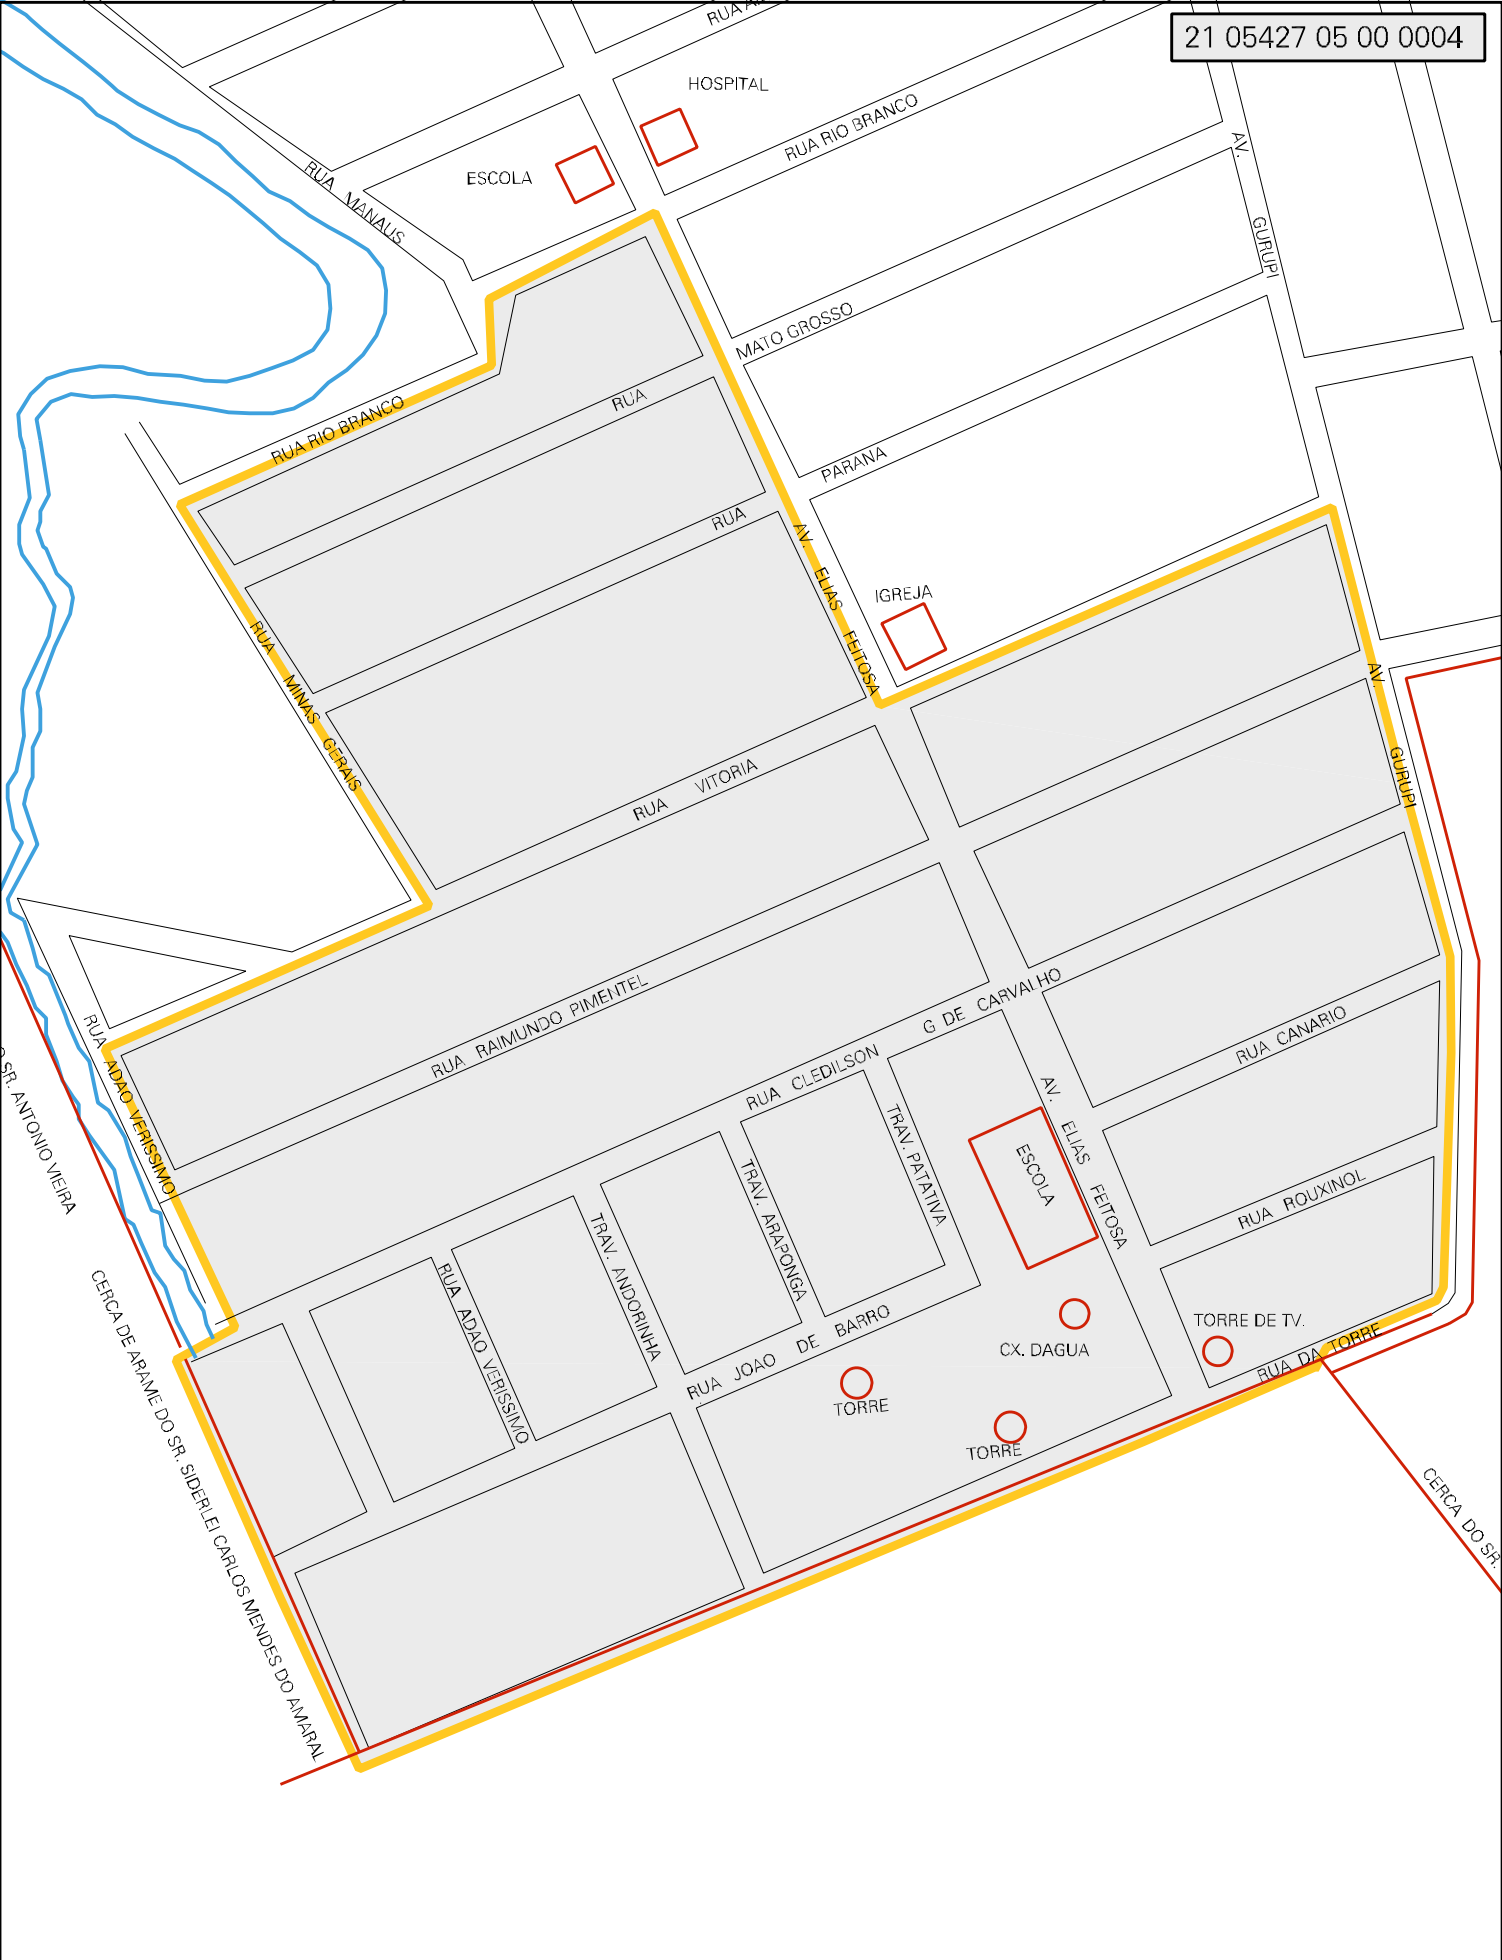 21 05427 05 00 0004
HOSPITAL
RUA RIO BRANCO
AV. GURUPI
ESCOLA
RUA MANAUS
MATO GROSSO
RUA
RUA RIO BRANCO
PARANA
RUA
AV. ELIAS FEITOSA
IGREJA
RUA MINAS GERAIS
AV. GURUPI
RUA VITORIA
RUA RAIMUNDO PIMENTEL
RUA CLEDILSON G DE CARVALHO
RUA ADAO VERISSIMO
RUA CANARIO
SR. ANTONIO VIEIRA
AV. ELIAS FEITOSA
TRAV. PATATIVA
ESCOLA
TRAV. ARAPONGA
RUA ROUXINOL
TRAV. ANDORINHA
RUA ADAO VERISSIMO
CERCA DE ARAME DO SR. SIDERLEI CARLOS MENDES DO AMARAL
RUA JOAO DE BARRO
TORRE DE TV.
CX. DAGUA
RUA DA TORRE
TORRE
TORRE
CERCA DO SR.